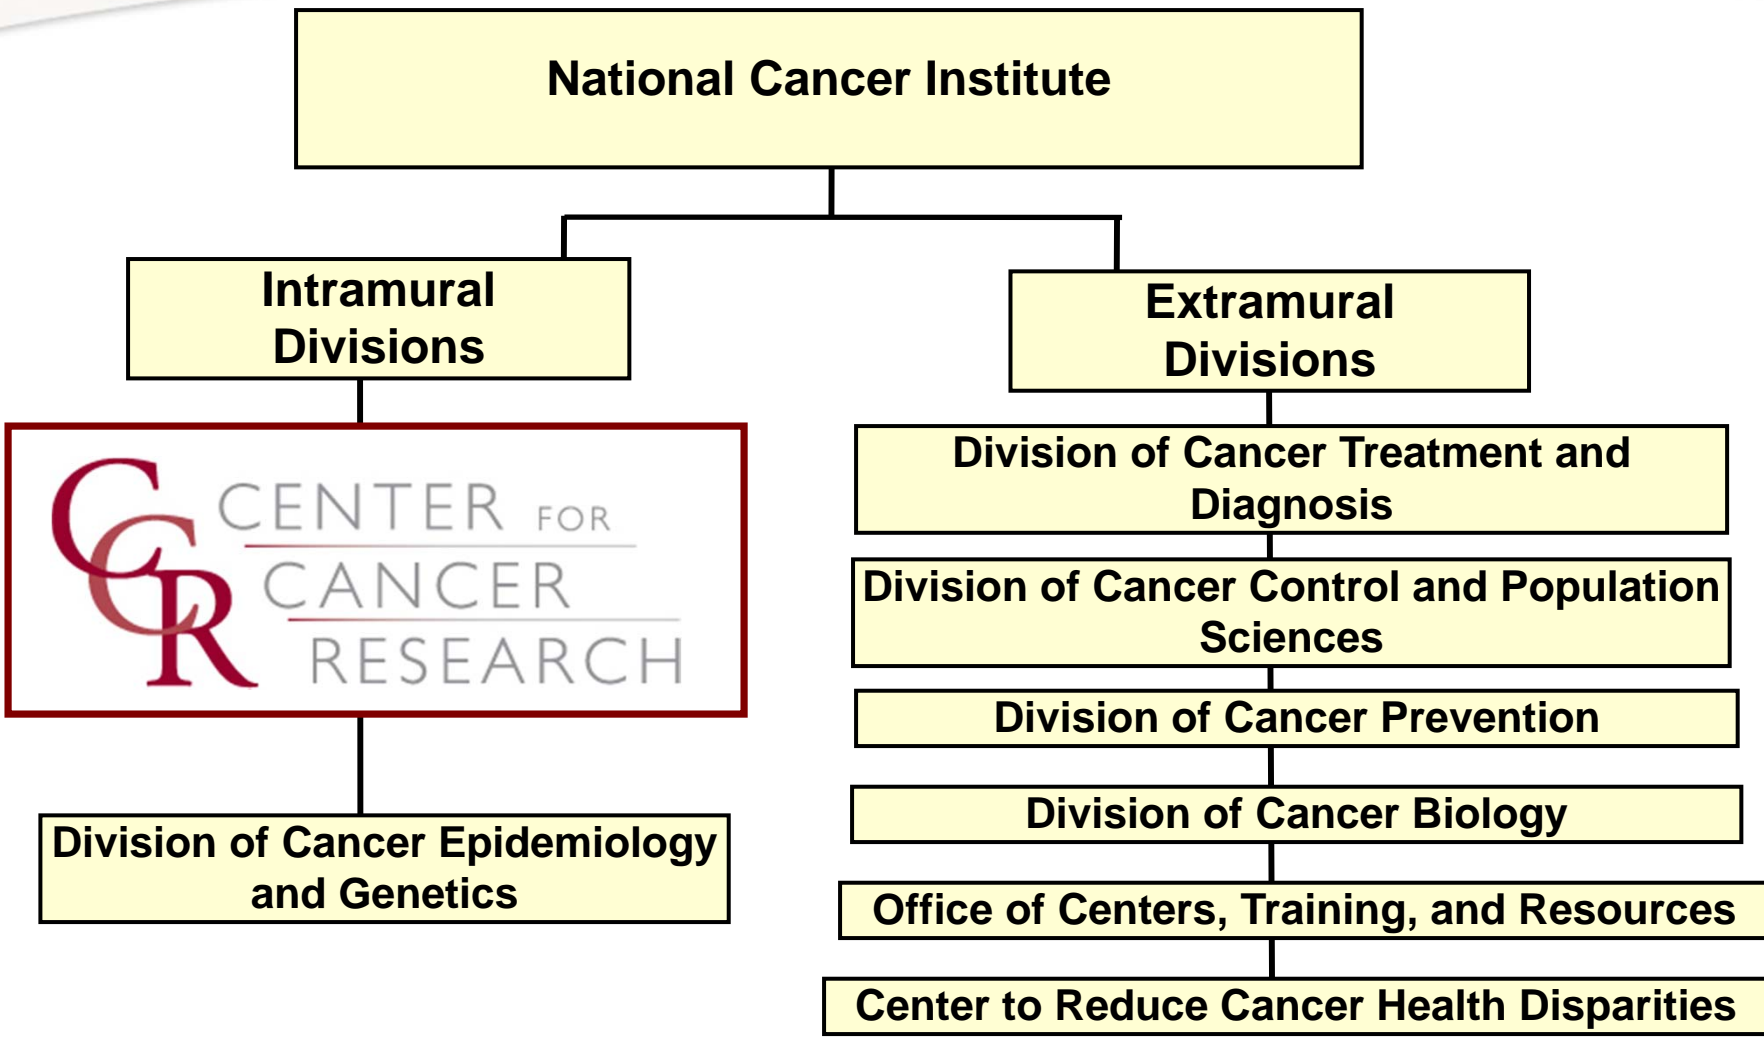 National Cancer Institute
Intramural
Divisions
Extramural
Divisions
CCR
CENTER FOR
CANCER
RESEARCH
Division of Cancer Epidemiology
and Genetics
Division of Cancer Treatment and
Diagnosis
Division of Cancer Control and Population
Sciences
Division of Cancer Prevention
Division of Cancer Biology
Office of Centers, Training, and Resources
Center to Reduce Cancer Health Disparities